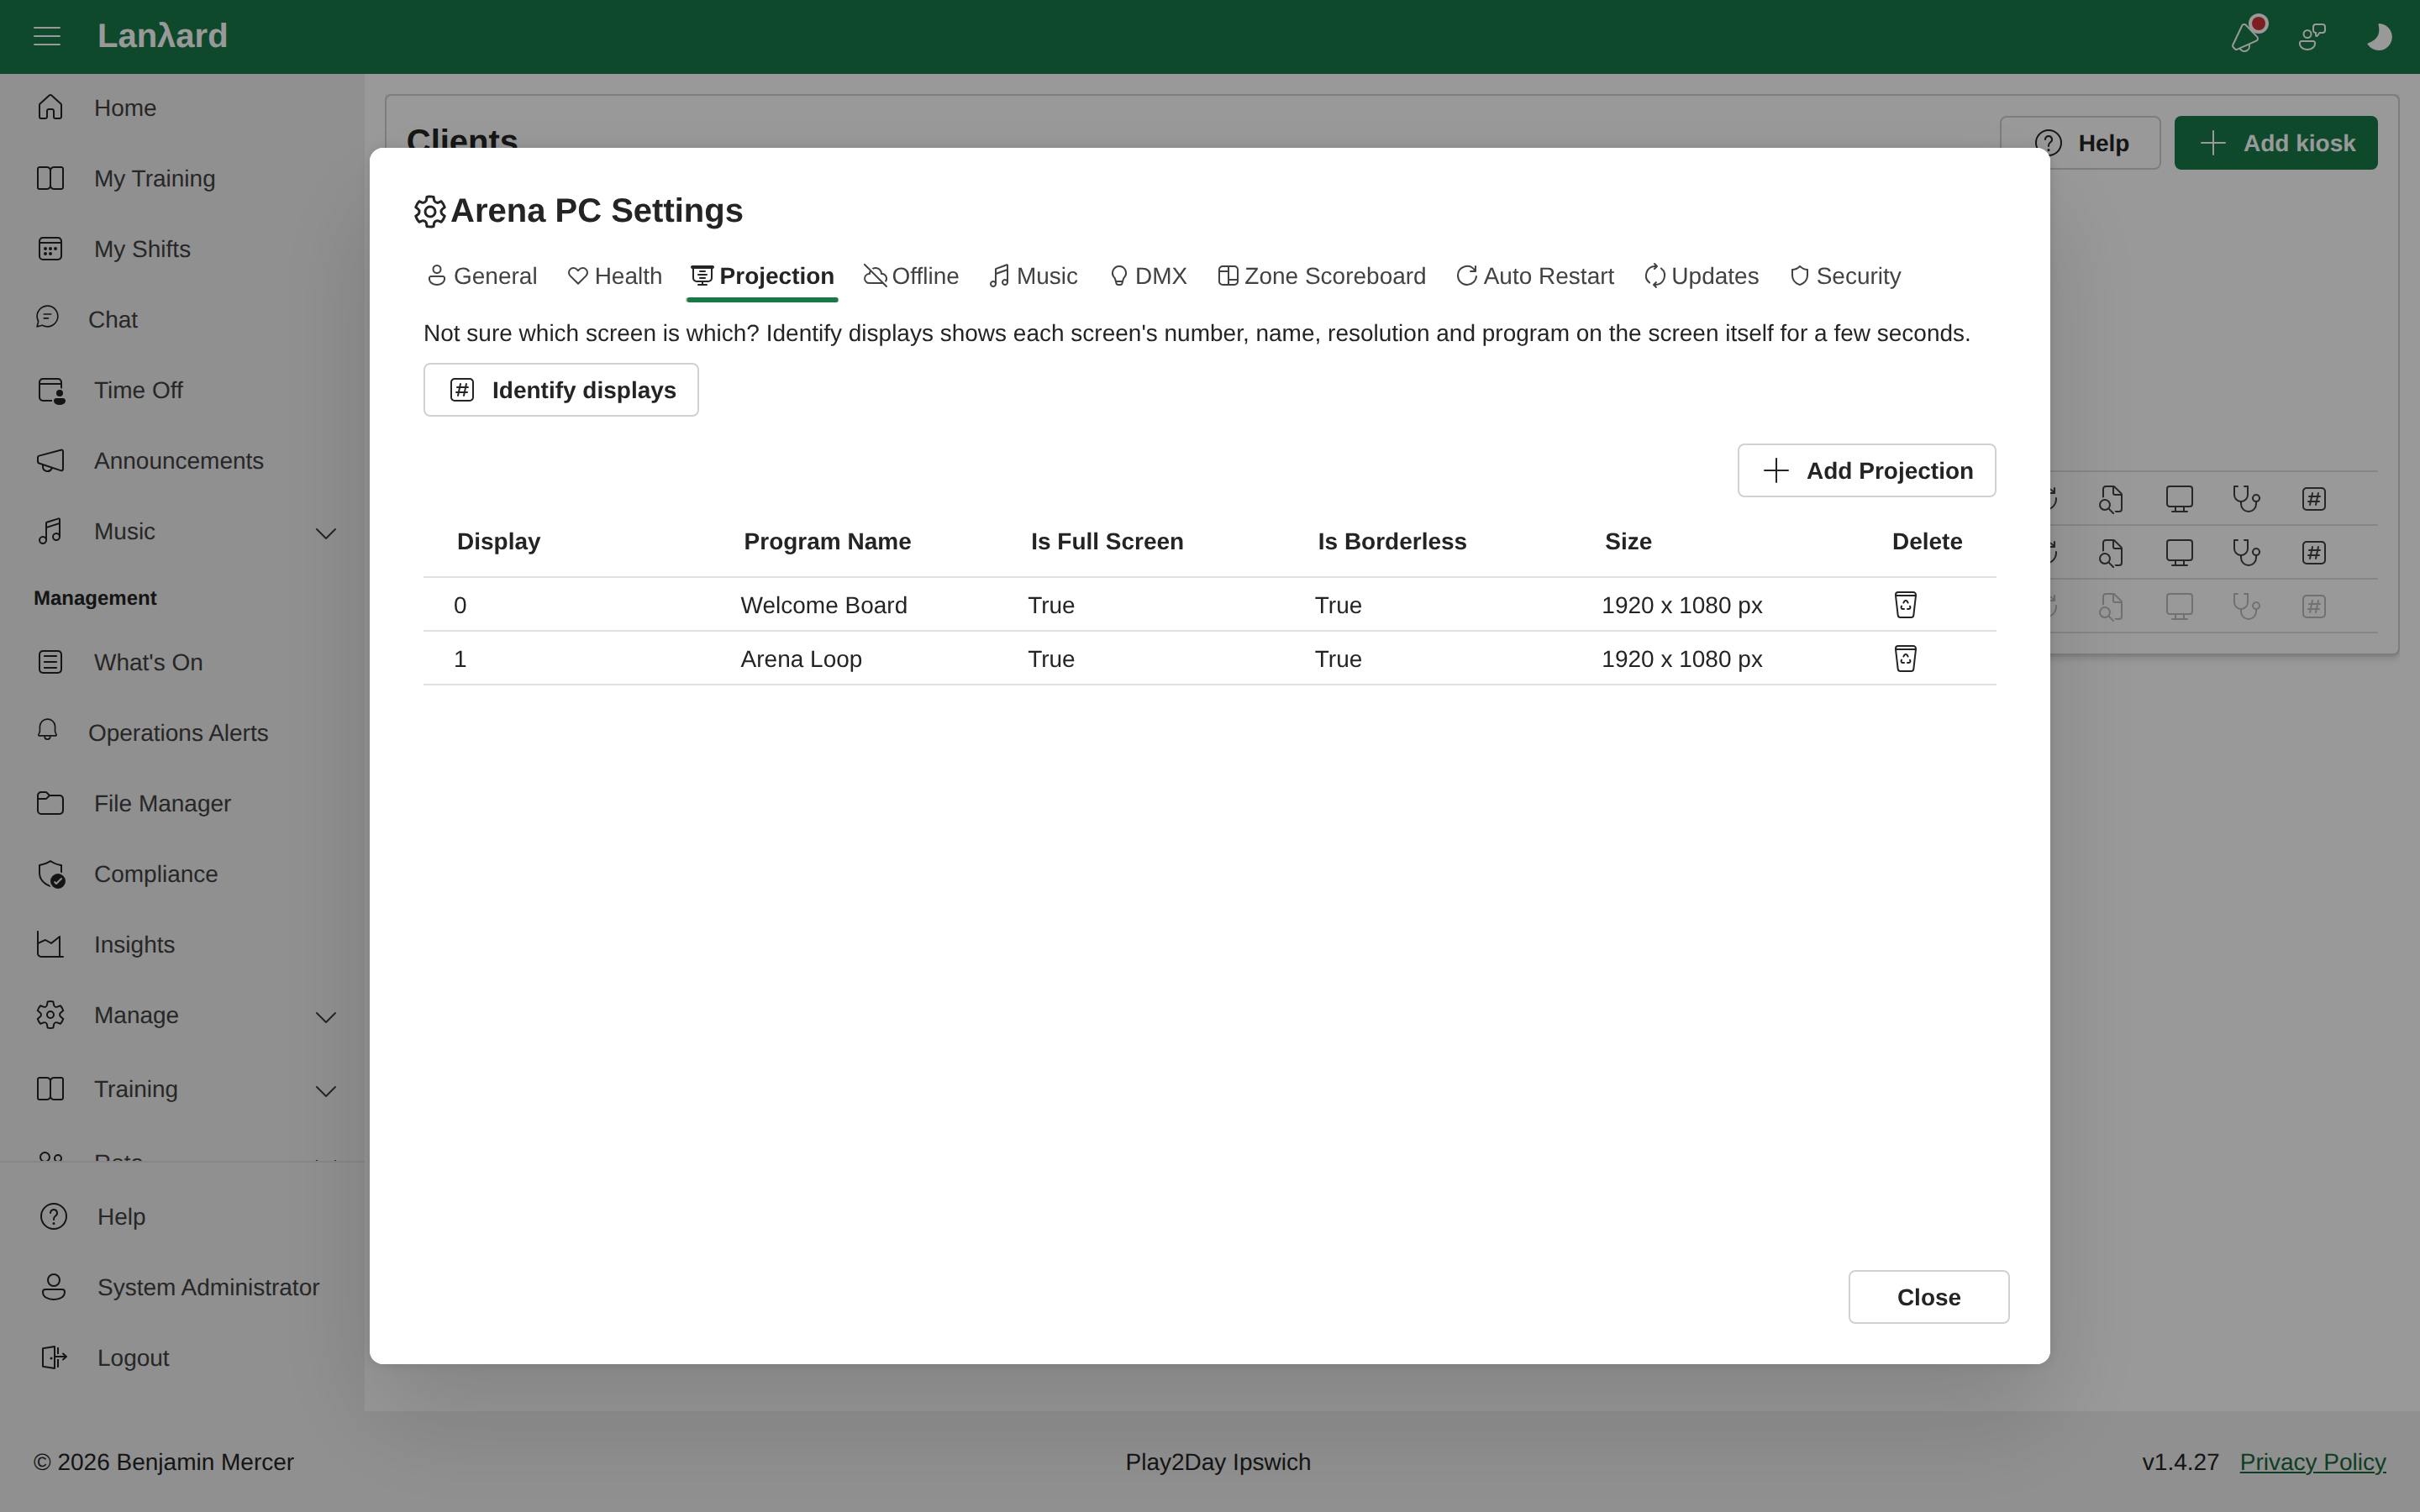 Lanλard
Home
My Training
My Shifts
Chat
Time Off
Announcements
Music
Management
What's On
Operations Alerts
File Manager
Compliance
Insights
Manage
Training
Rota
Help
System Administrator
Logout
Clients
Help
Add kiosk
Arena PC Settings
General Health Projection Offline Music DMX Zone Scoreboard Auto Restart Updates Security
Not sure which screen is which? Identify displays shows each screen's number, name, resolution and program on the screen itself for a few seconds.
Identify displays
Add Projection
Display Program Name Is Full Screen Is Borderless Size Delete
0 Welcome Board True True 1920 x 1080 px
1 Arena Loop True True 1920 x 1080 px
Close
© 2026 Benjamin Mercer
Play2Day Ipswich
v1.4.27 Privacy Policy